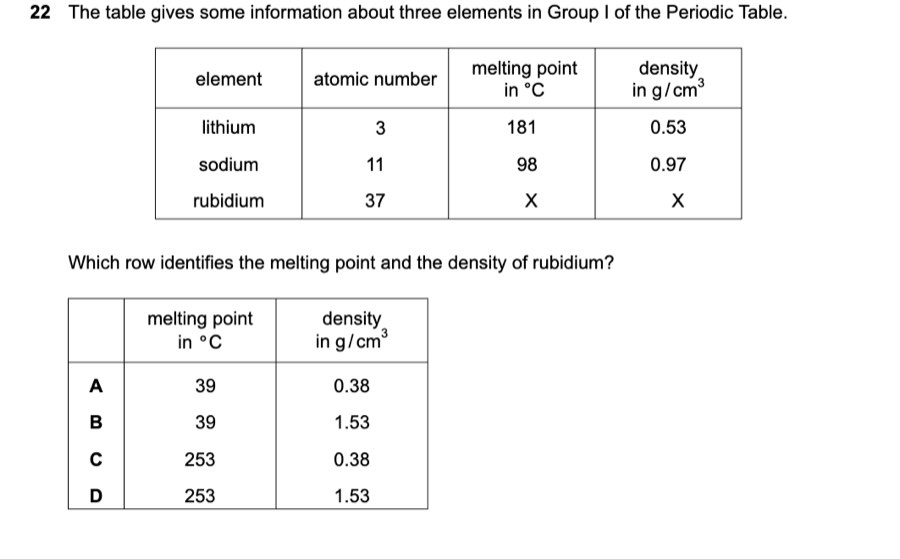 22 The table gives some information about three elements in Group I of the Periodic Table.
element atomic number melting point in °C density in g/cm³
lithium 3 181 0.53
sodium 11 98 0.97
rubidium 37 X X
Which row identifies the melting point and the density of rubidium?
melting point in °C density in g/cm³
A 39 0.38
B 39 1.53
C 253 0.38
D 253 1.53